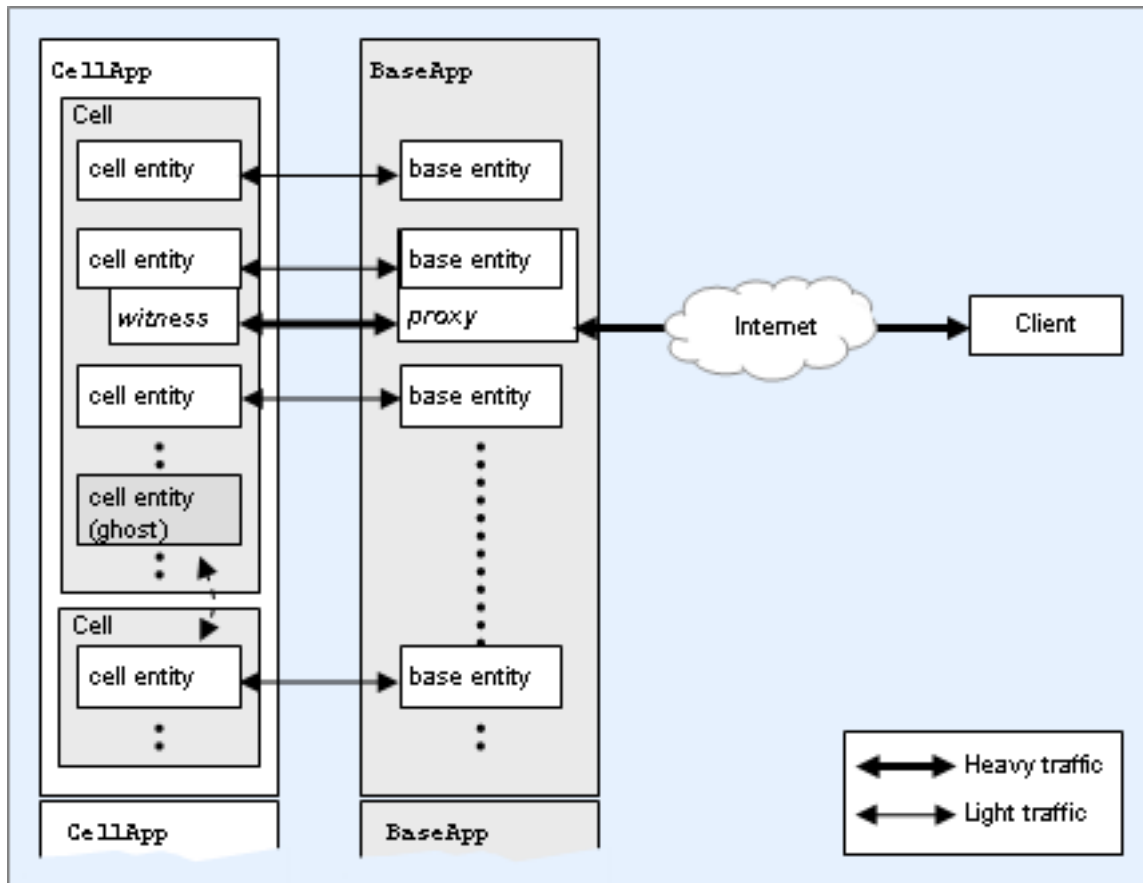 CellApp
BaseApp
Cell
cell entity
base entity
cell entity
base entity
witness
proxy
Internet
Client
cell entity
base entity
cell entity
(ghost)
Cell
cell entity
base entity
Heavy traffic
Light traffic
CellApp
BaseApp